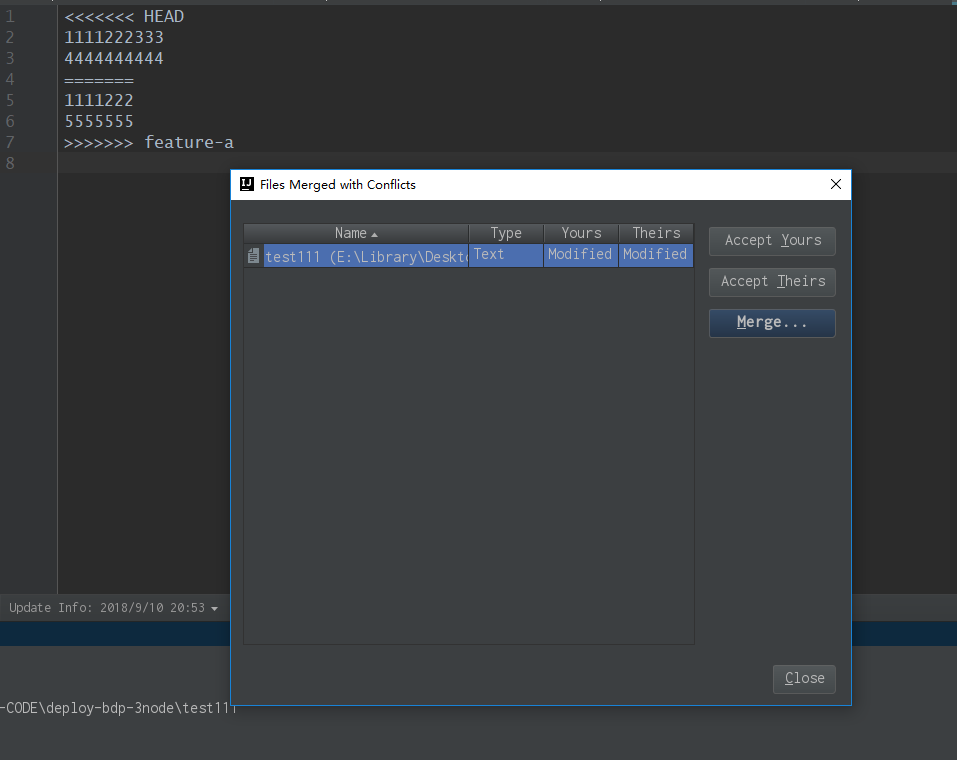 1 <<<<<<< HEAD
2 1111222333
3 4444444444
4 =======
5 1111222
6 5555555
7 >>>>>>> feature-a
8
IJ Files Merged with Conflicts
Name Type Yours Theirs
test111 (E:\Library\Deskto Text Modified Modified
Accept Yours
Accept Theirs
Merge...
Update Info: 2018/9/10 20:53
Close
-CODE\deploy-bdp-3node\test111